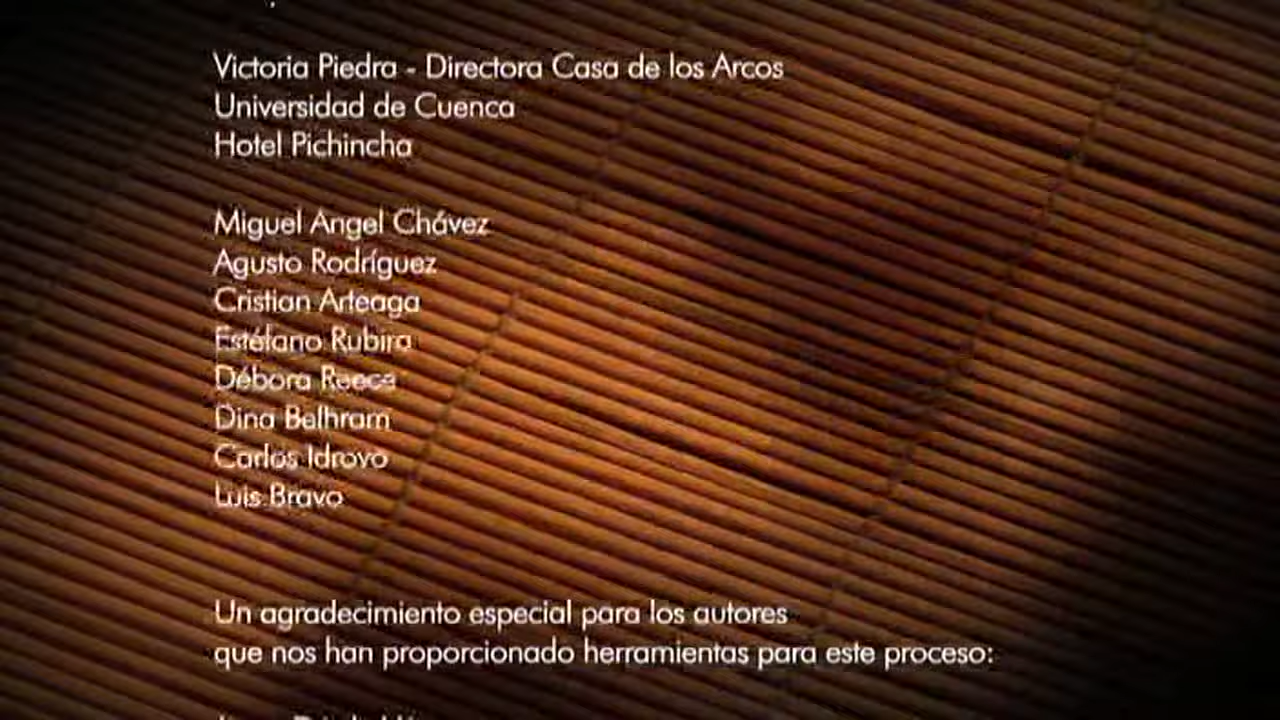 Victoria Piedra - Directora Casa de los Arcos
Universidad de Cuenca
Hotel Pichincha
Miguel Angel Chávez
Agusto Rodríguez
Cristian Arteaga
Estéfano Rubira
Débora Reece
Dina Belhram
Carlos Idrovo
Luis Bravo
Un agradecimiento especial para los autores
que nos han proporcionado herramientas para este proceso: